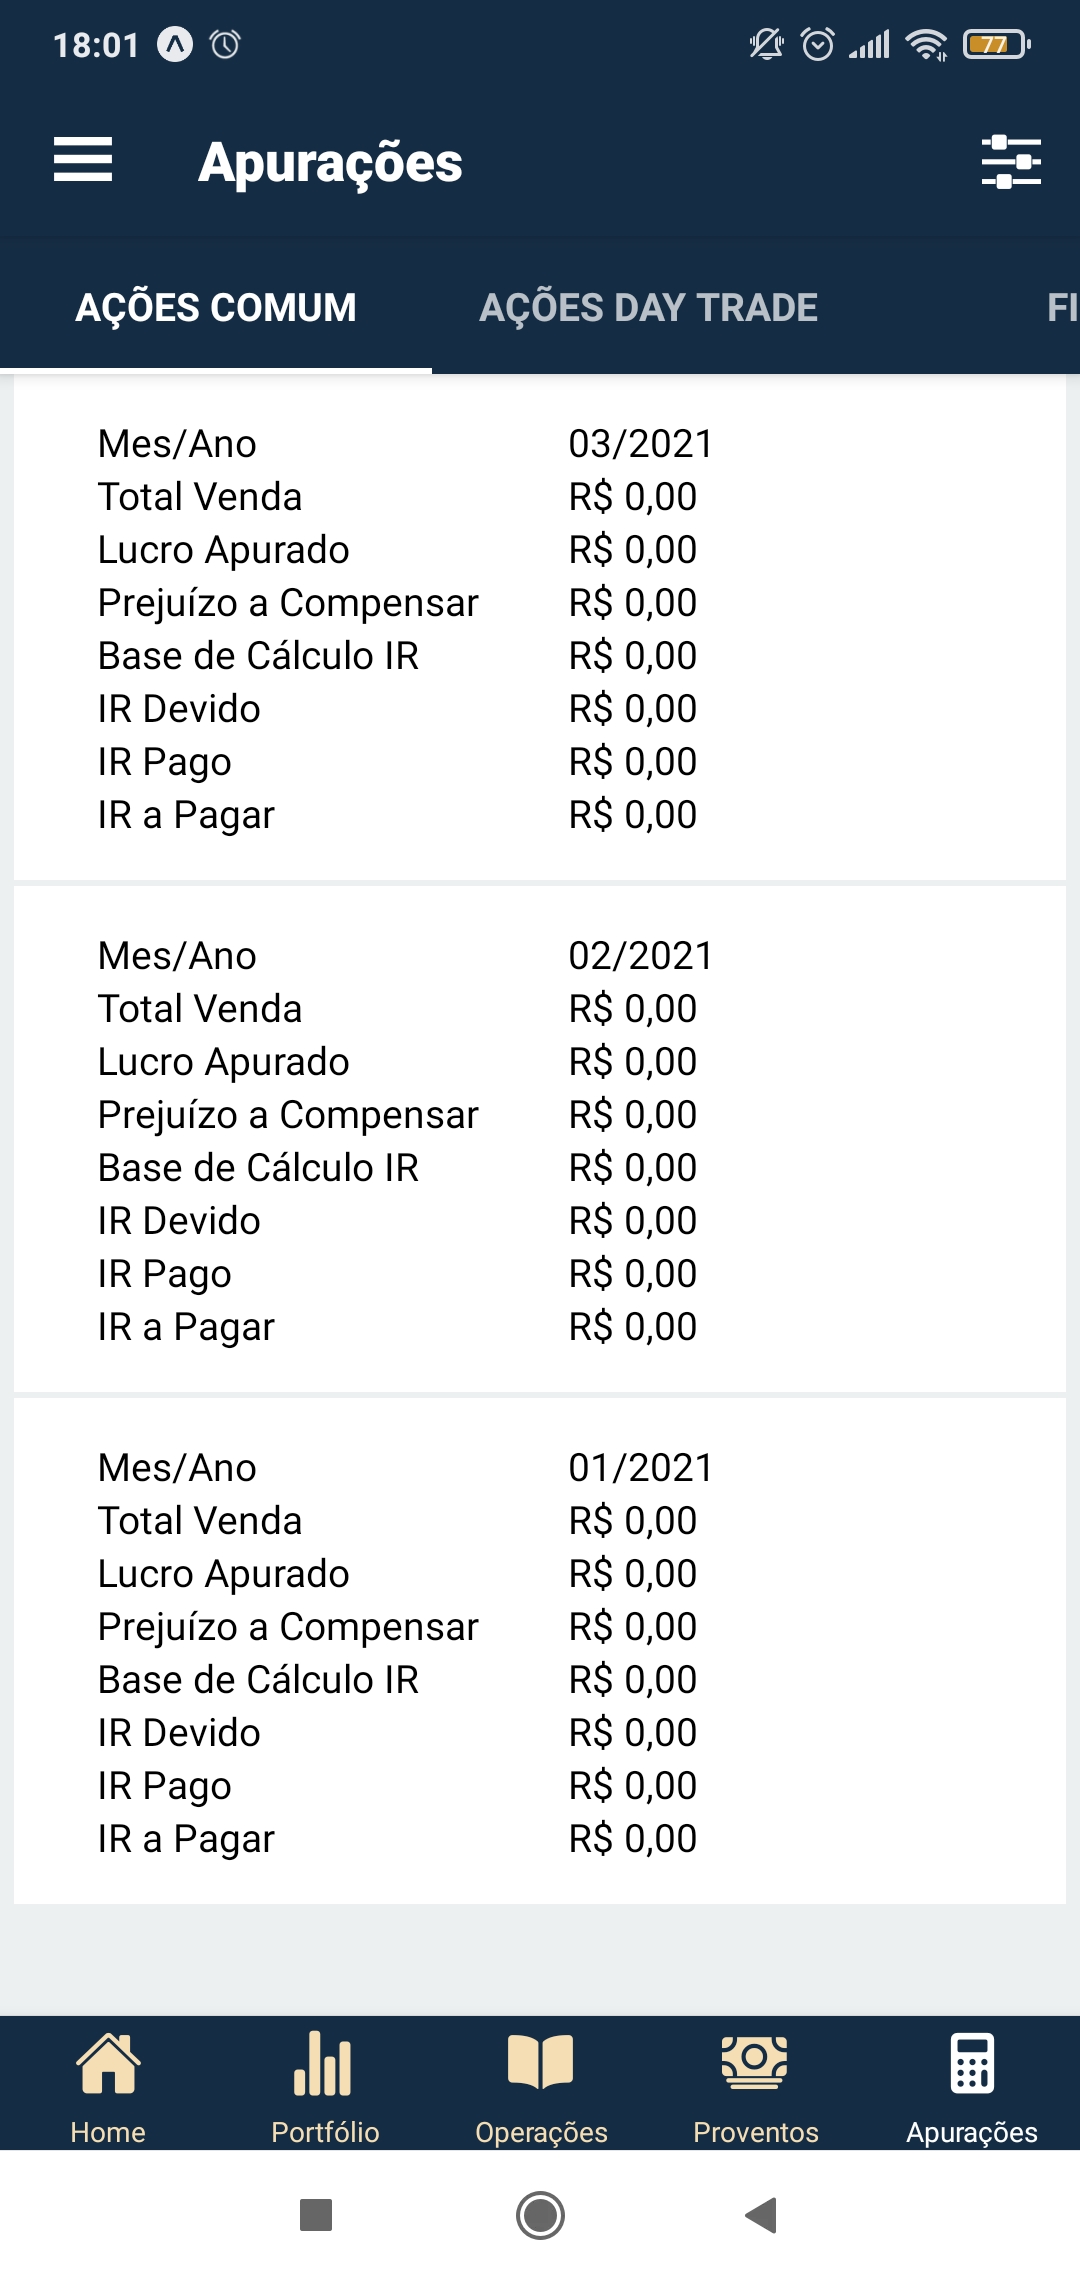 18:01
77
Apurações
AÇÕES COMUM AÇÕES DAY TRADE FI
Mes/Ano 03/2021
Total Venda R$ 0,00
Lucro Apurado R$ 0,00
Prejuízo a Compensar R$ 0,00
Base de Cálculo IR R$ 0,00
IR Devido R$ 0,00
IR Pago R$ 0,00
IR a Pagar R$ 0,00
Mes/Ano 02/2021
Total Venda R$ 0,00
Lucro Apurado R$ 0,00
Prejuízo a Compensar R$ 0,00
Base de Cálculo IR R$ 0,00
IR Devido R$ 0,00
IR Pago R$ 0,00
IR a Pagar R$ 0,00
Mes/Ano 01/2021
Total Venda R$ 0,00
Lucro Apurado R$ 0,00
Prejuízo a Compensar R$ 0,00
Base de Cálculo IR R$ 0,00
IR Devido R$ 0,00
IR Pago R$ 0,00
IR a Pagar R$ 0,00
Home Portfólio Operações Proventos Apurações